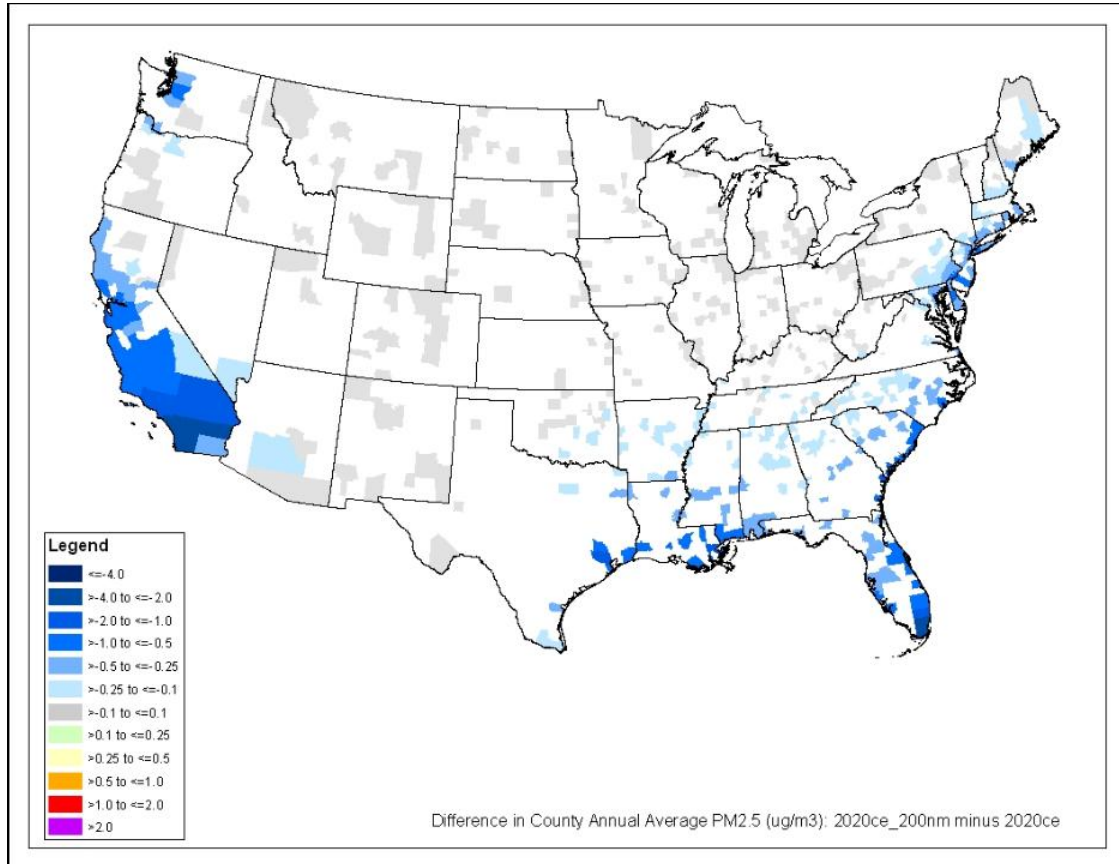 Legend
<=-4.0
>-4.0 to <=-2.0
>-2.0 to <=-1.0
>-1.0 to <=-0.5
>-0.5 to <=-0.25
>-0.25 to <=-0.1
>-0.1 to <=0.1
>0.1 to <=0.25
>0.25 to <=0.5
>0.5 to <=1.0
>1.0 to <=2.0
>2.0
Difference in County Annual Average PM2.5 (ug/m3): 2020ce_200nm minus 2020ce